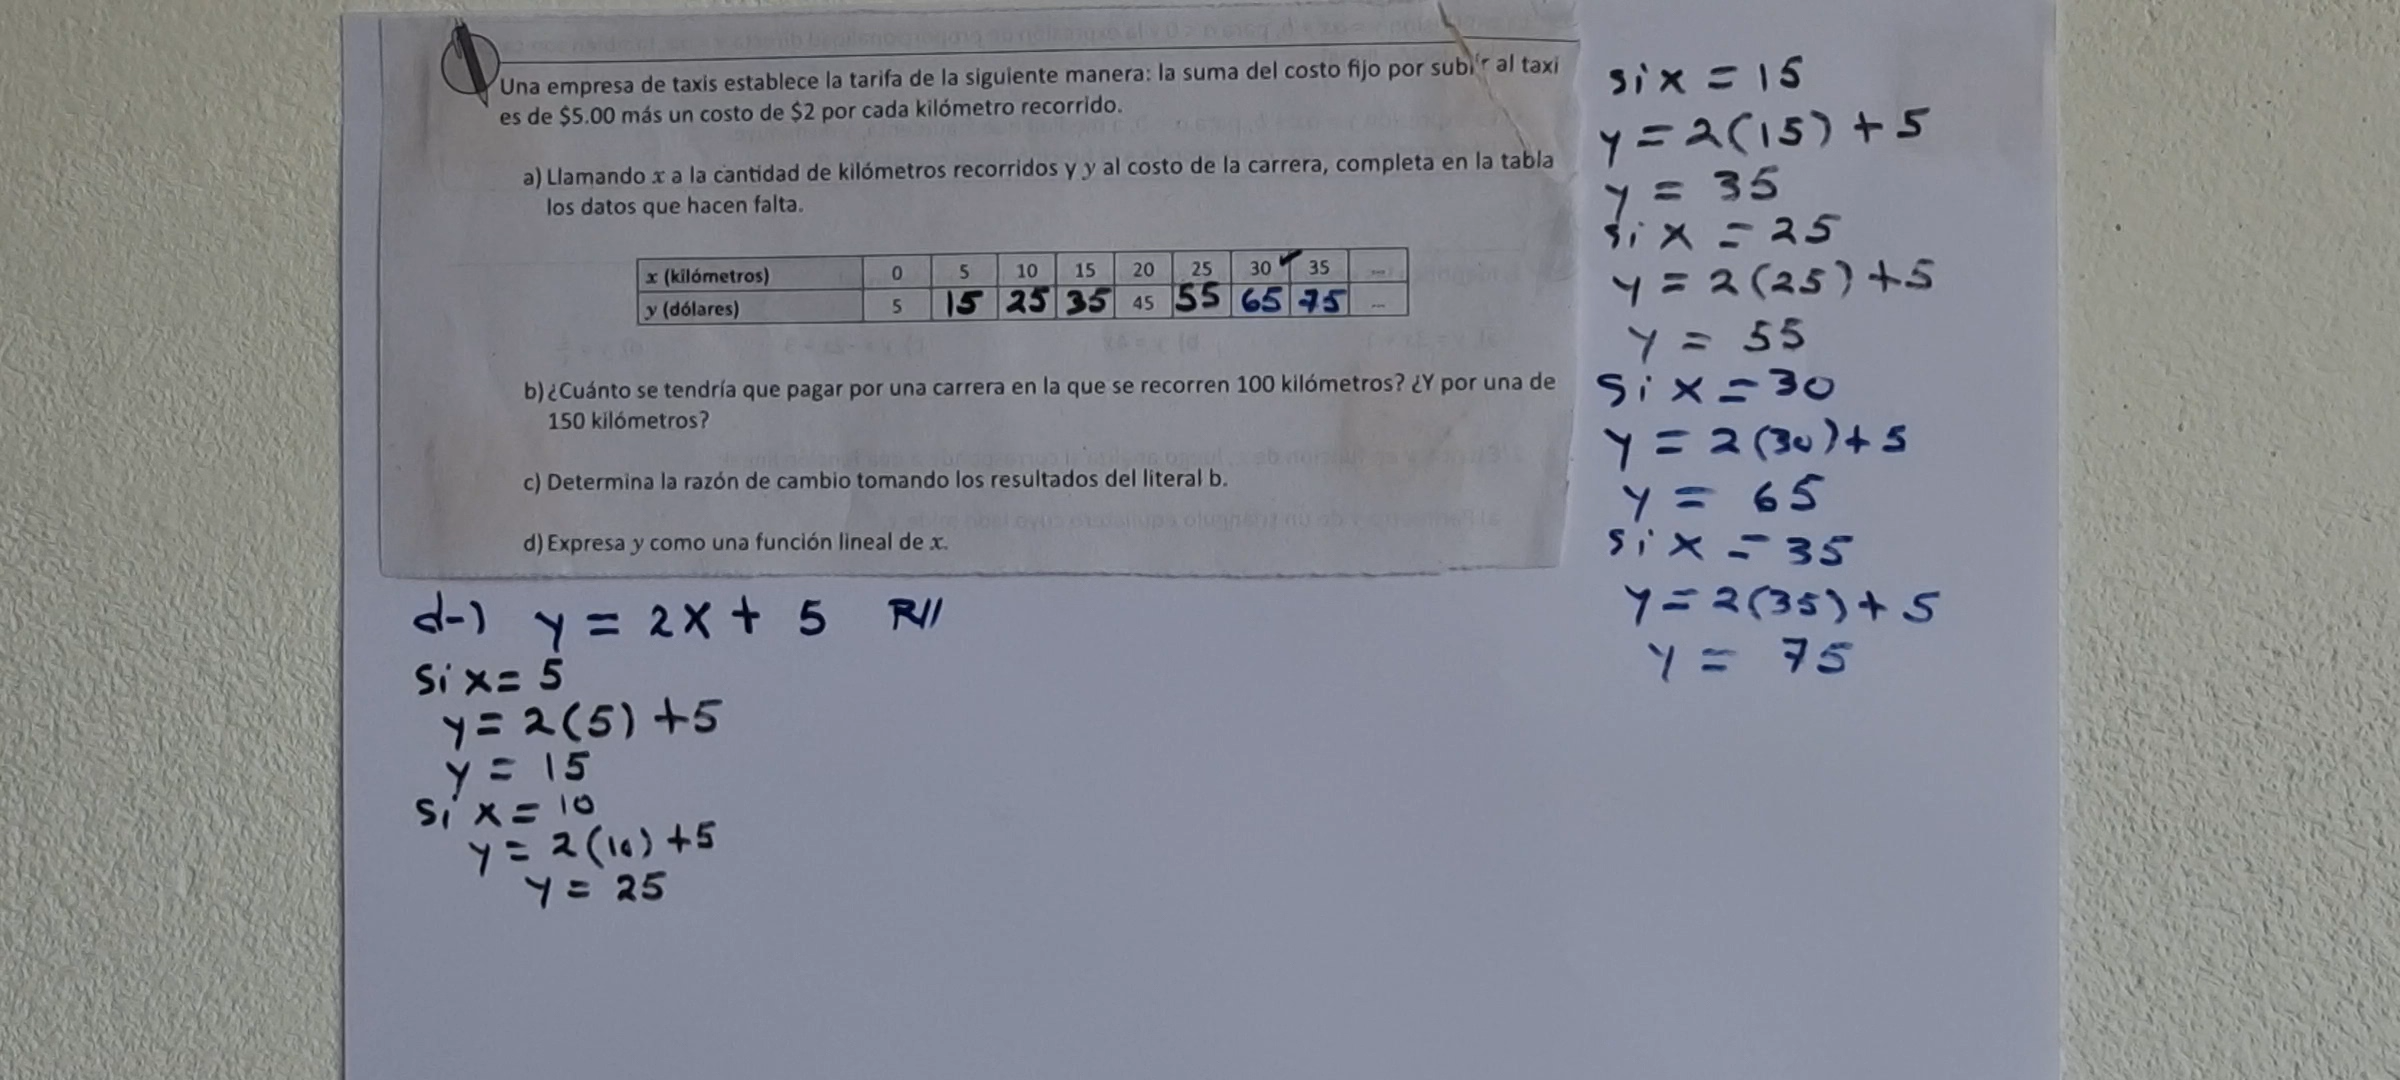 Una empresa de taxis establece la tarifa de la siguiente manera: la suma del costo fijo por subir al taxi
es de $5.00 más un costo de $2 por cada kilómetro recorrido.
a) Llamando x a la cantidad de kilómetros recorridos y y al costo de la carrera, completa en la tabla
los datos que hacen falta.
x (kilómetros) 0 5 10 15 20 25 30 35 ...
y (dólares) 5 15 25 35 45 55 65 75 ...
b) ¿Cuánto se tendría que pagar por una carrera en la que se recorren 100 kilómetros? ¿Y por una de
150 kilómetros?
c) Determina la razón de cambio tomando los resultados del literal b.
d) Expresa y como una función lineal de x.
d-) y = 2x + 5 R//
si x = 5
y = 2(5) + 5
y = 15
si x = 10
y = 2(10) + 5
y = 25
si x = 15
y = 2(15) + 5
y = 35
si x = 25
y = 2(25) + 5
y = 55
si x = 30
y = 2(30) + 5
y = 65
si x = 35
y = 2(35) + 5
y = 75